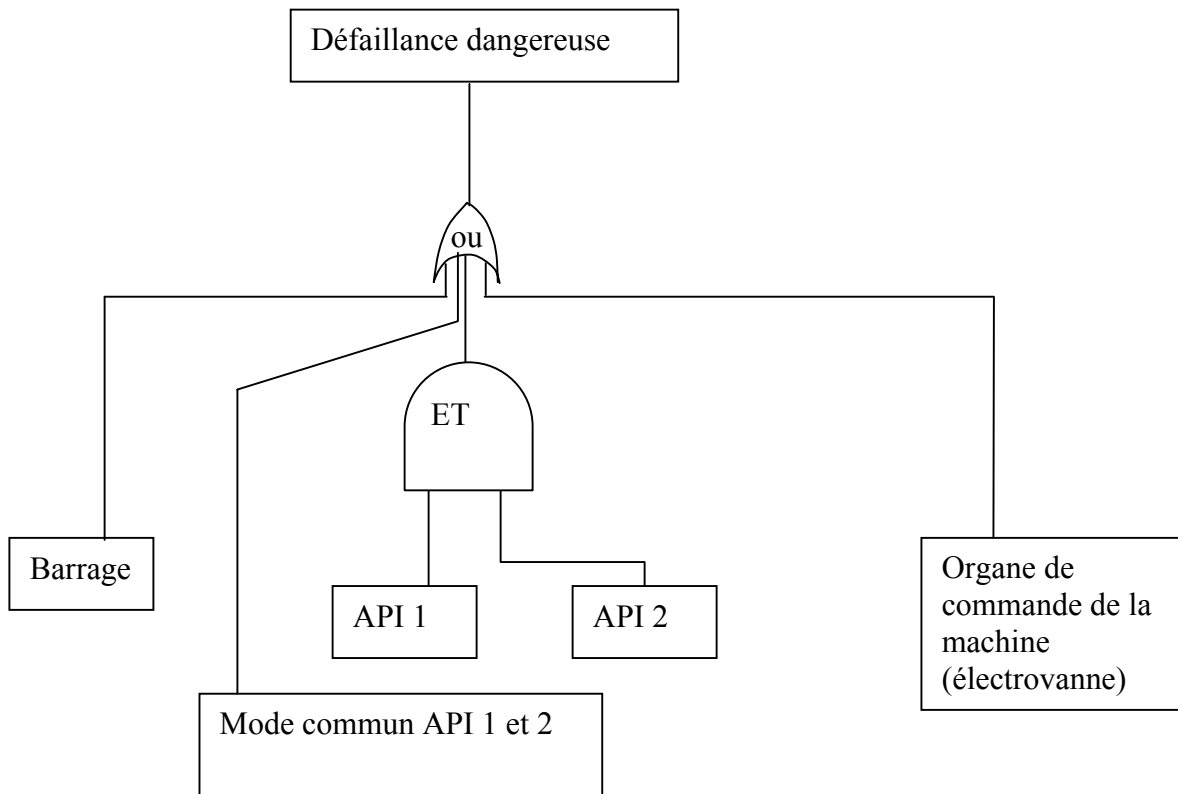 Défaillance dangereuse
ou
ET
Barrage
API 1
API 2
Organe de
commande de la
machine
(électrovanne)
Mode commun API 1 et 2